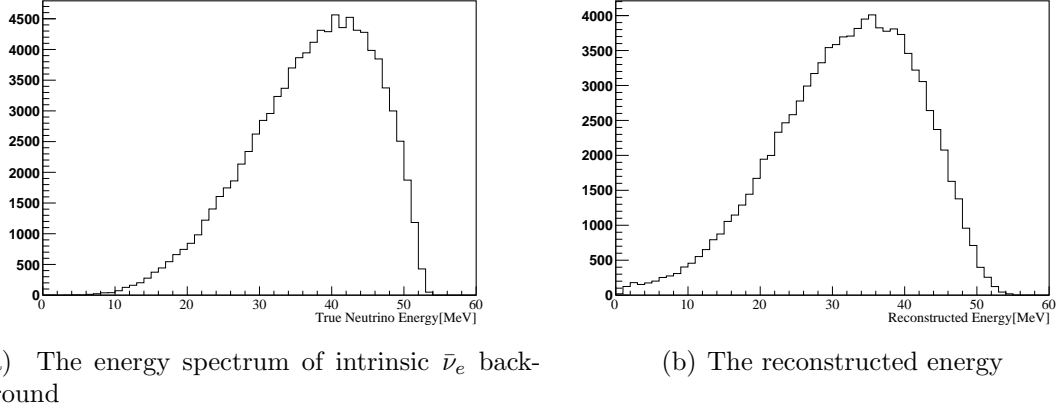 4500
4000
3500
3000
2500
2000
1500
1000
500
0
0 10 20 30 40 50 60
True Neutrino Energy[MeV]
4000
3500
3000
2500
2000
1500
1000
500
0
0 10 20 30 40 50 60
Reconstructed Energy[MeV]
) The energy spectrum of intrinsic ν̄e back-
round
(b) The reconstructed energy